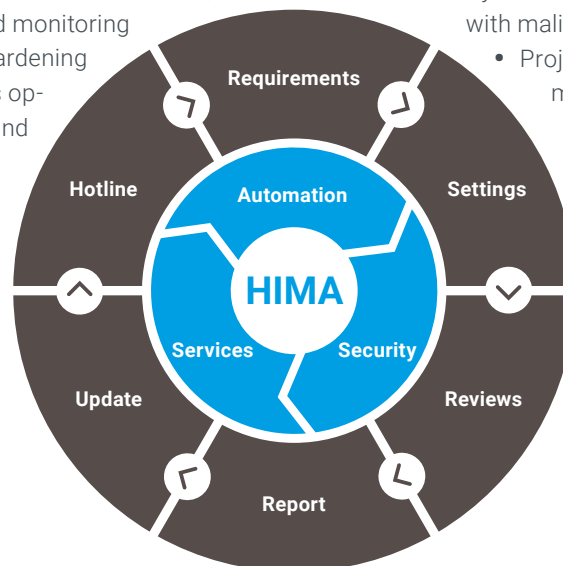 d monitoring
ardening
op-
nd
with mali
• Proj
m
Requirements
Hotline
Automation
Settings
HIMA
Services
Security
Update
Reviews
Report